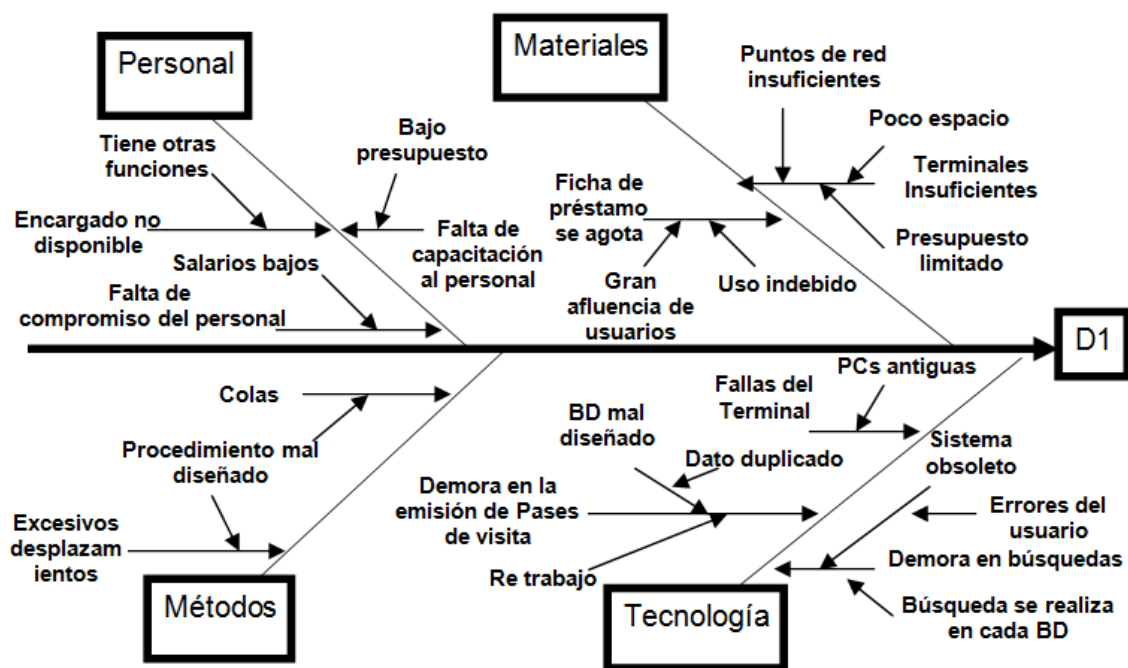 Personal
Materiales
Puntos de red
insuficientes
Tiene otras
funciones
Bajo
presupuesto
Poco espacio
Terminales
Insuficientes
Ficha de
préstamo
se agota
Encargado no
disponible
Falta de
capacitación
al personal
Presupuesto
limitado
Salarios bajos
Uso indebido
Gran
afluencia de
usuarios
Falta de
compromiso del personal
D1
PCs antiguas
Colas
Fallas del
Terminal
BD mal
diseñado
Sistema
obsoleto
Procedimiento mal
diseñado
Dato duplicado
Demora en la
emisión de Pases
de visita
Errores del
usuario
Excesivos
desplazam
ientos
Demora en búsquedas
Re trabajo
Búsqueda se realiza
en cada BD
Métodos
Tecnología